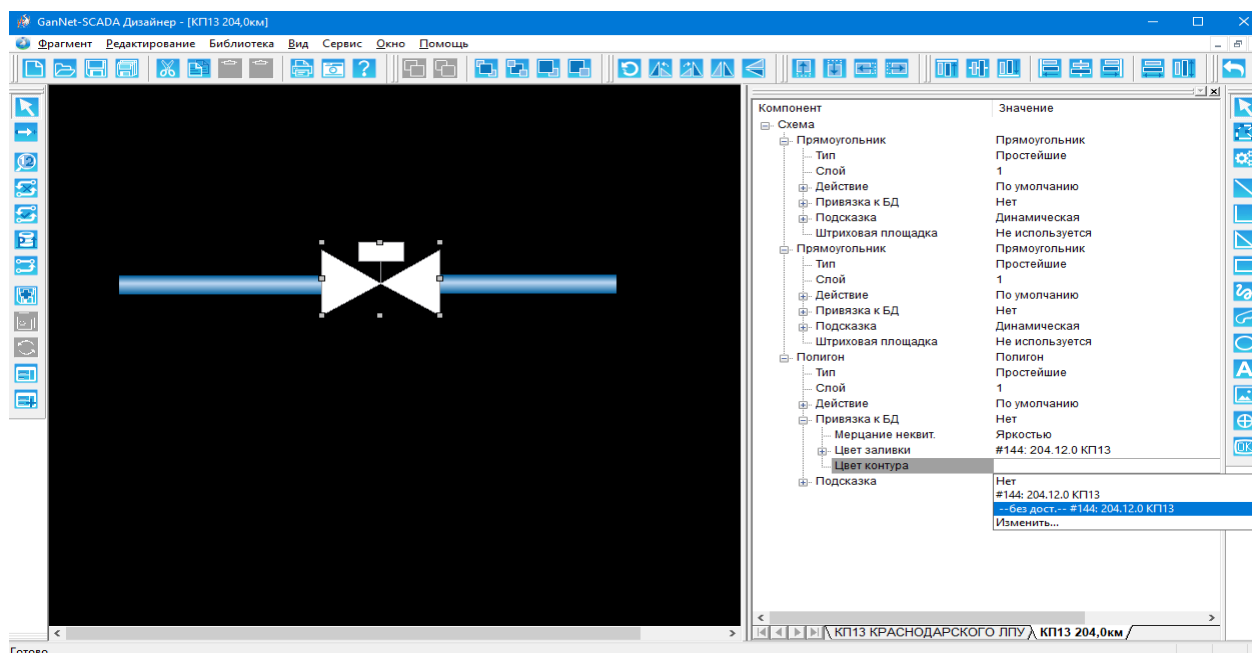 GanNet-SCADA Дизайнер - [КП13 204,0км]
Фрагмент Редактирование Библиотека Вид Сервис Окно Помощь
Компонент Значение
Схема
Прямоугольник Прямоугольник
Тип Простейшие
Слой 1
Действие По умолчанию
Привязка к БД Нет
Подсказка Динамическая
Штриховая площадка Не используется
Прямоугольник Прямоугольник
Тип Простейшие
Слой 1
Действие По умолчанию
Привязка к БД Нет
Подсказка Динамическая
Штриховая площадка Не используется
Полигон Полигон
Тип Простейшие
Слой 1
Действие По умолчанию
Привязка к БД Нет
Мерцание неквит. Яркостью
Цвет заливки #144: 204.12.0 КП13
Цвет контура
Подсказка
Нет
#144: 204.12.0 КП13
--без дост.-- #144: 204.12.0 КП13
Изменить...
КП13 КРАСНОДАРСКОГО ЛПУ КП13 204,0км
Готово